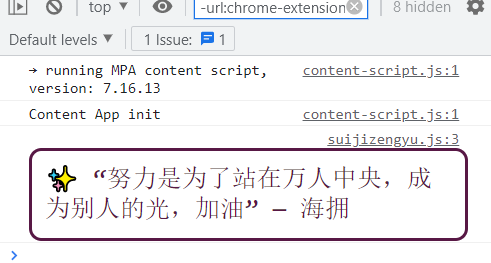 top
-url:chrome-extension
8 hidden
Default levels
1 Issue: 1
→ running MPA content script, content-script.js:1
version: 7.16.13
Content App init content-script.js:1
suijizengyu.js:3
✨ “努力是为了站在万人中央，成
为别人的光，加油” – 海拥